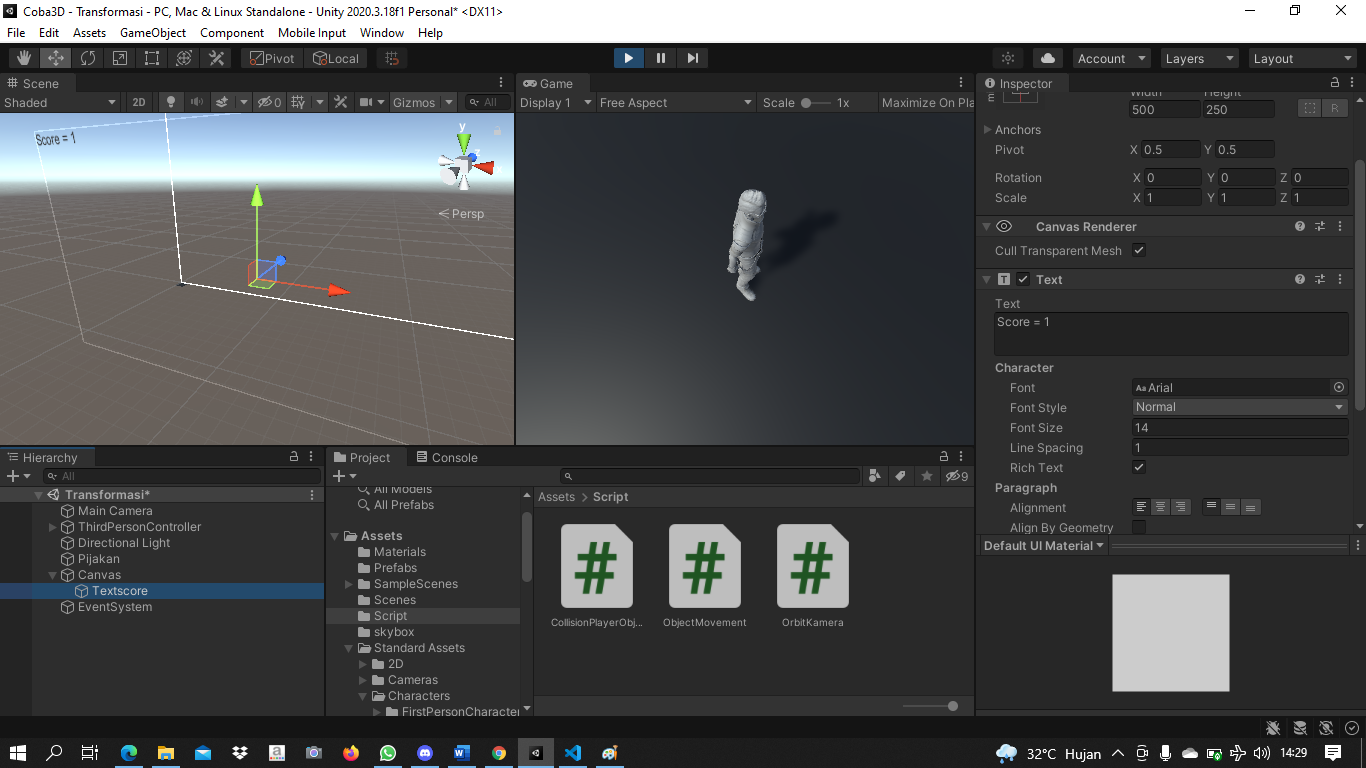 Coba3D - Transformasi - PC, Mac & Linux Standalone - Unity 2020.3.18f1 Personal* <DX11>
File Edit Assets GameObject Component Mobile Input Window Help
Pivot Local Account Layers Layout
Scene
Shaded 2D 0 Gizmos All
Score = 1
y
Persp
Game
Display 1 Free Aspect Scale 1x Maximize On Pla
Inspector
Width Height
500 250
R
Anchors
Pivot X 0.5 Y 0.5
Rotation X 0 Y 0 Z 0
Scale X 1 Y 1 Z 1
Canvas Renderer
Cull Transparent Mesh
Text
Text
Score = 1
Character
Font Arial
Font Style Normal
Font Size 14
Line Spacing 1
Rich Text
Paragraph
Alignment
Align By Geometry
Default UI Material
Hierarchy
All
Transformasi*
Main Camera
ThirdPersonController
Directional Light
Pijakan
Canvas
Textscore
EventSystem
Project Console
9
All Models
All Prefabs
Assets
Materials
Prefabs
SampleScenes
Scenes
Script
skybox
Standard Assets
2D
Cameras
Characters
FirstPersonCharacter
Assets > Script
CollisionPlayerObj...
ObjectMovement
OrbitKamera
32°C Hujan 14:29